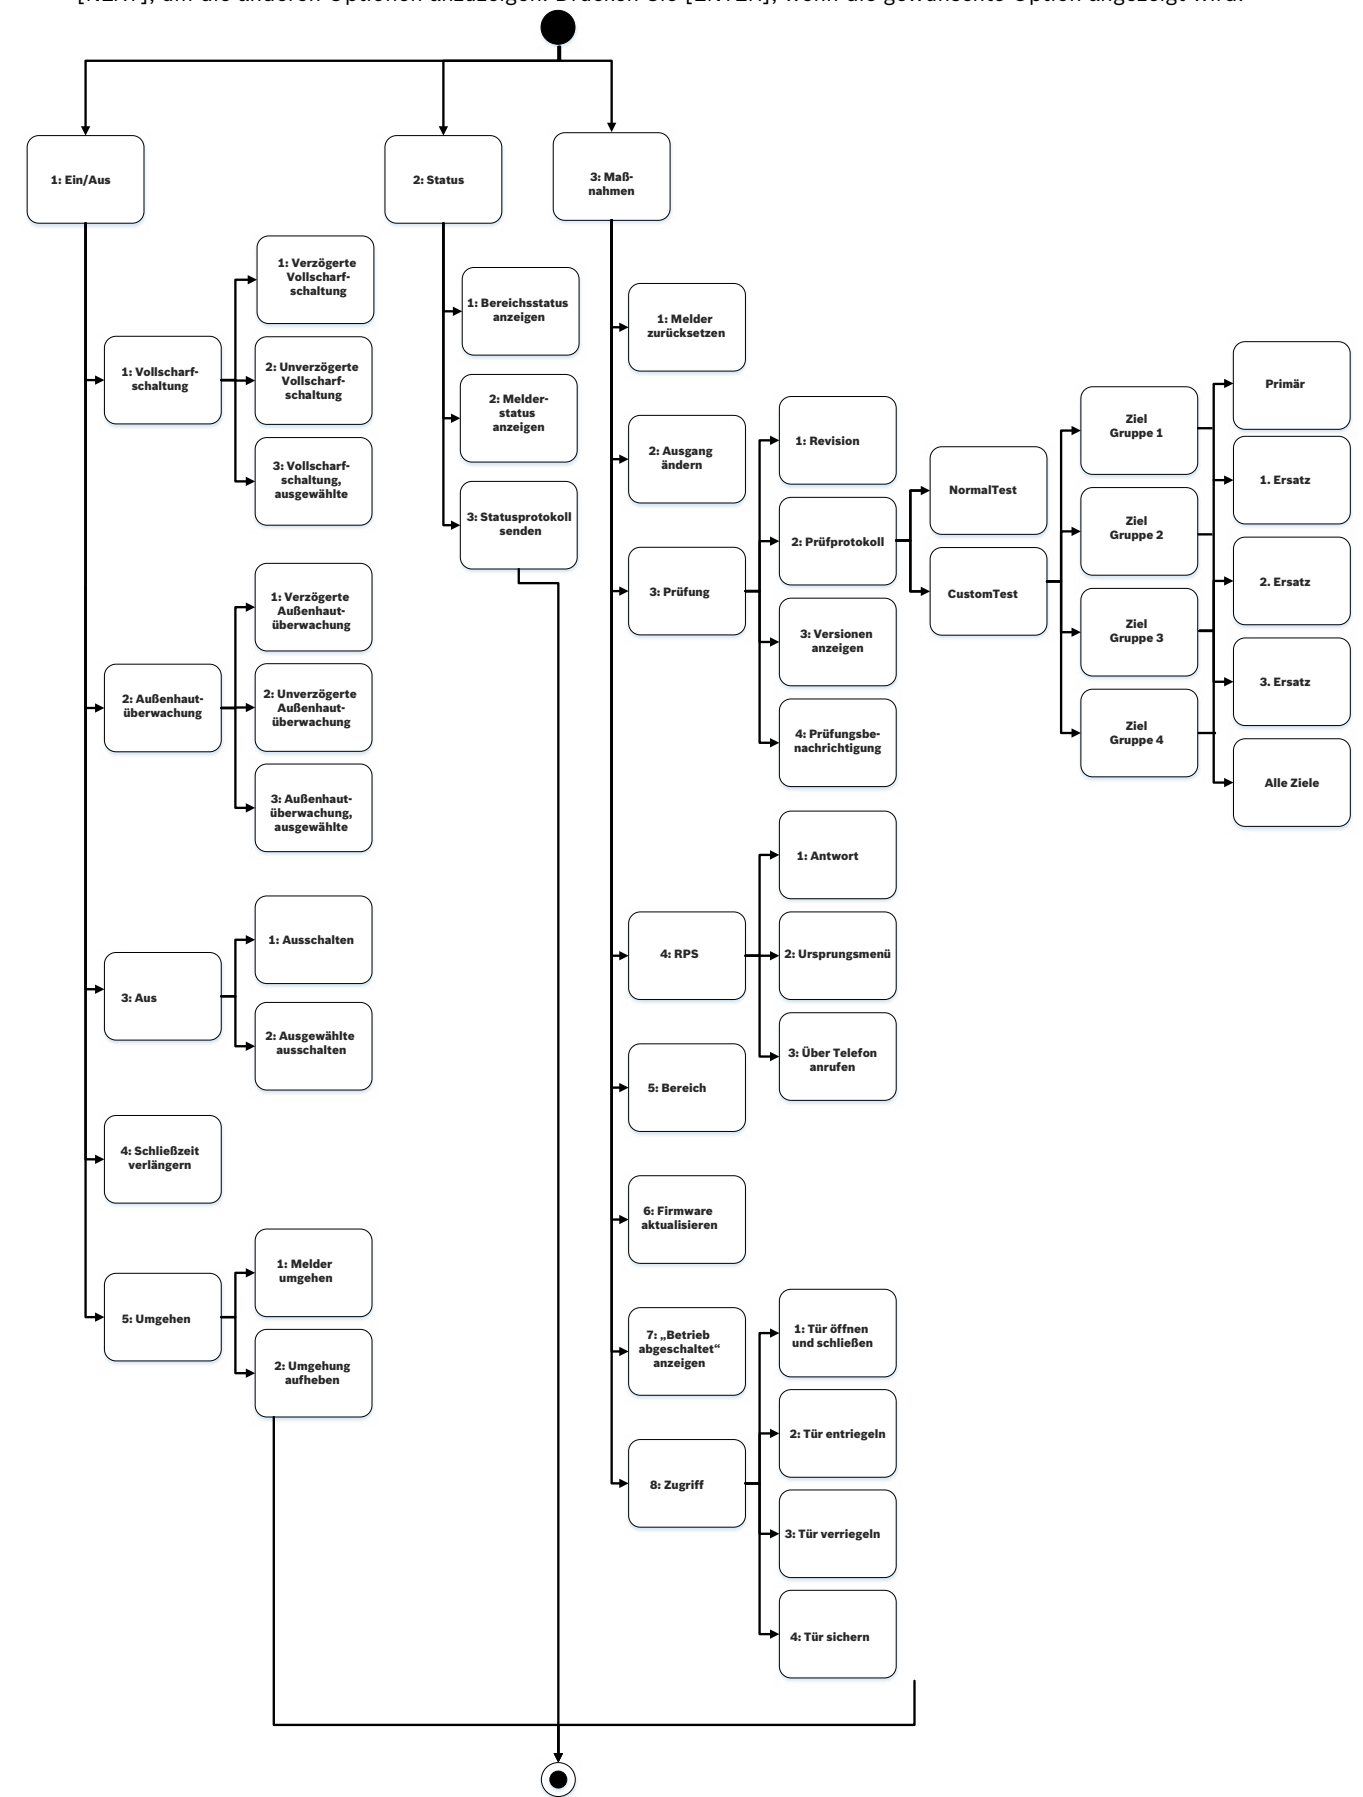 [NEXT], um die anderen Optionen anzuzeigen. Drücken Sie [ENTER], wenn die gewünschte Option angezeigt wird.
1: Ein/Aus
2: Status
3: Maß-
nahmen
1: Vollscharf-
schaltung
1: Verzögerte
Vollscharf-
schaltung
2: Unverzögerte
Vollscharf-
schaltung
3: Vollscharf-
schaltung,
ausgewählte
2: Außenhaut-
überwachung
1: Verzögerte
Außenhaut-
überwachung
2: Unverzögerte
Außenhaut-
überwachung
3: Außenhaut-
überwachung,
ausgewählte
3: Aus
1: Ausschalten
2: Ausgewählte
ausschalten
4: Schließzeit
verlängern
5: Umgehen
1: Melder
umgehen
2: Umgehung
aufheben
1: Bereichsstatus
anzeigen
2: Melder-
status
anzeigen
3: Statusprotokoll
senden
1: Melder
zurücksetzen
2: Ausgang
ändern
3: Prüfung
1: Revision
2: Prüfprotokoll
NormalTest
CustomTest
Ziel
Gruppe 1
Ziel
Gruppe 2
Ziel
Gruppe 3
Ziel
Gruppe 4
Primär
1. Ersatz
2. Ersatz
3. Ersatz
Alle Ziele
3: Versionen
anzeigen
4: Prüfungsbe-
nachrichtigung
4: RPS
1: Antwort
2: Ursprungsmenü
3: Über Telefon
anrufen
5: Bereich
6: Firmware
aktualisieren
7: „Betrieb
abgeschaltet“
anzeigen
8: Zugriff
1: Tür öffnen
und schließen
2: Tür entriegeln
3: Tür verriegeln
4: Tür sichern